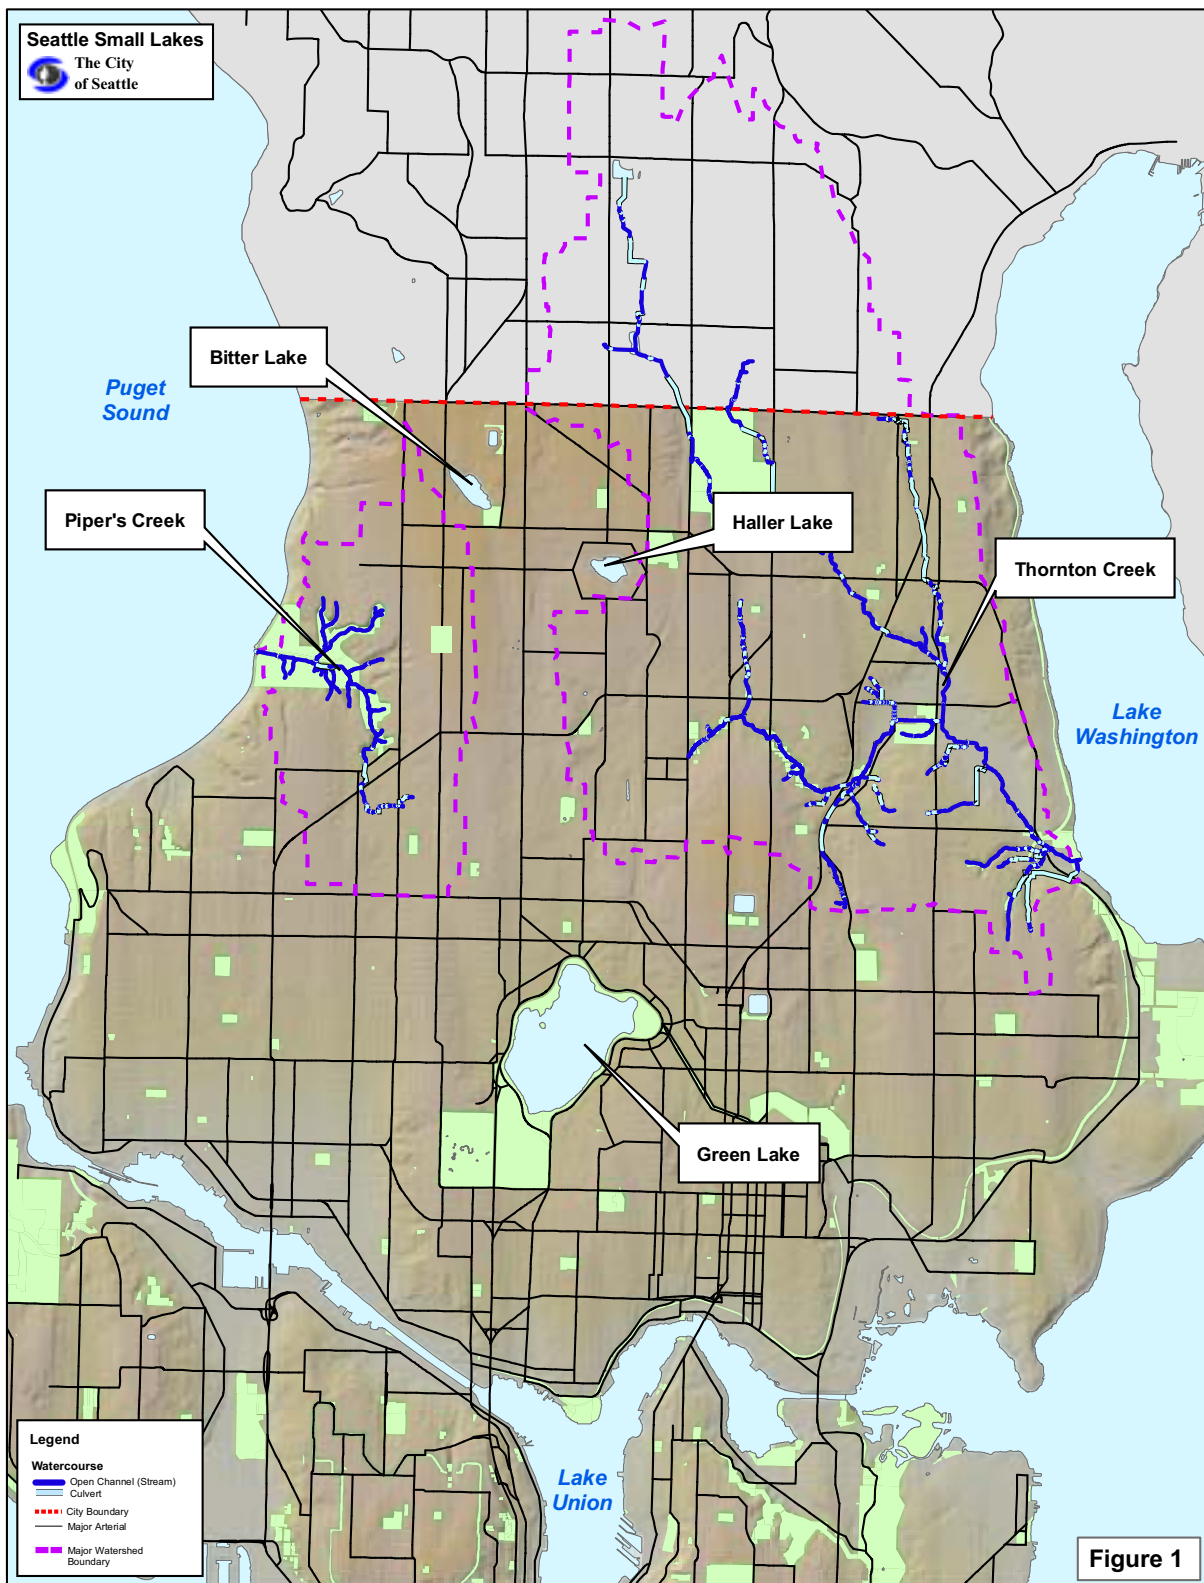 Seattle Small Lakes
The City
of Seattle
Bitter Lake
Puget
Sound
Piper's Creek
Haller Lake
Thornton Creek
Lake
Washington
Green Lake
Lake
Union
Legend
Watercourse
Open Channel (Stream)
Culvert
City Boundary
Major Arterial
Major Watershed
Boundary
Figure 1